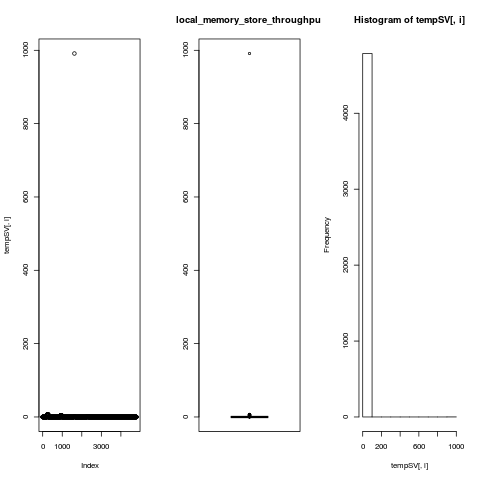 local_memory_store_throughpu
Histogram of tempSV[, i]
tempSV[, i]
0
200
400
600
800
1000
0 1000 3000
Index
0
200
400
600
800
1000
Frequency
0
1000
2000
3000
4000
0 200 600 1000
tempSV[, i]